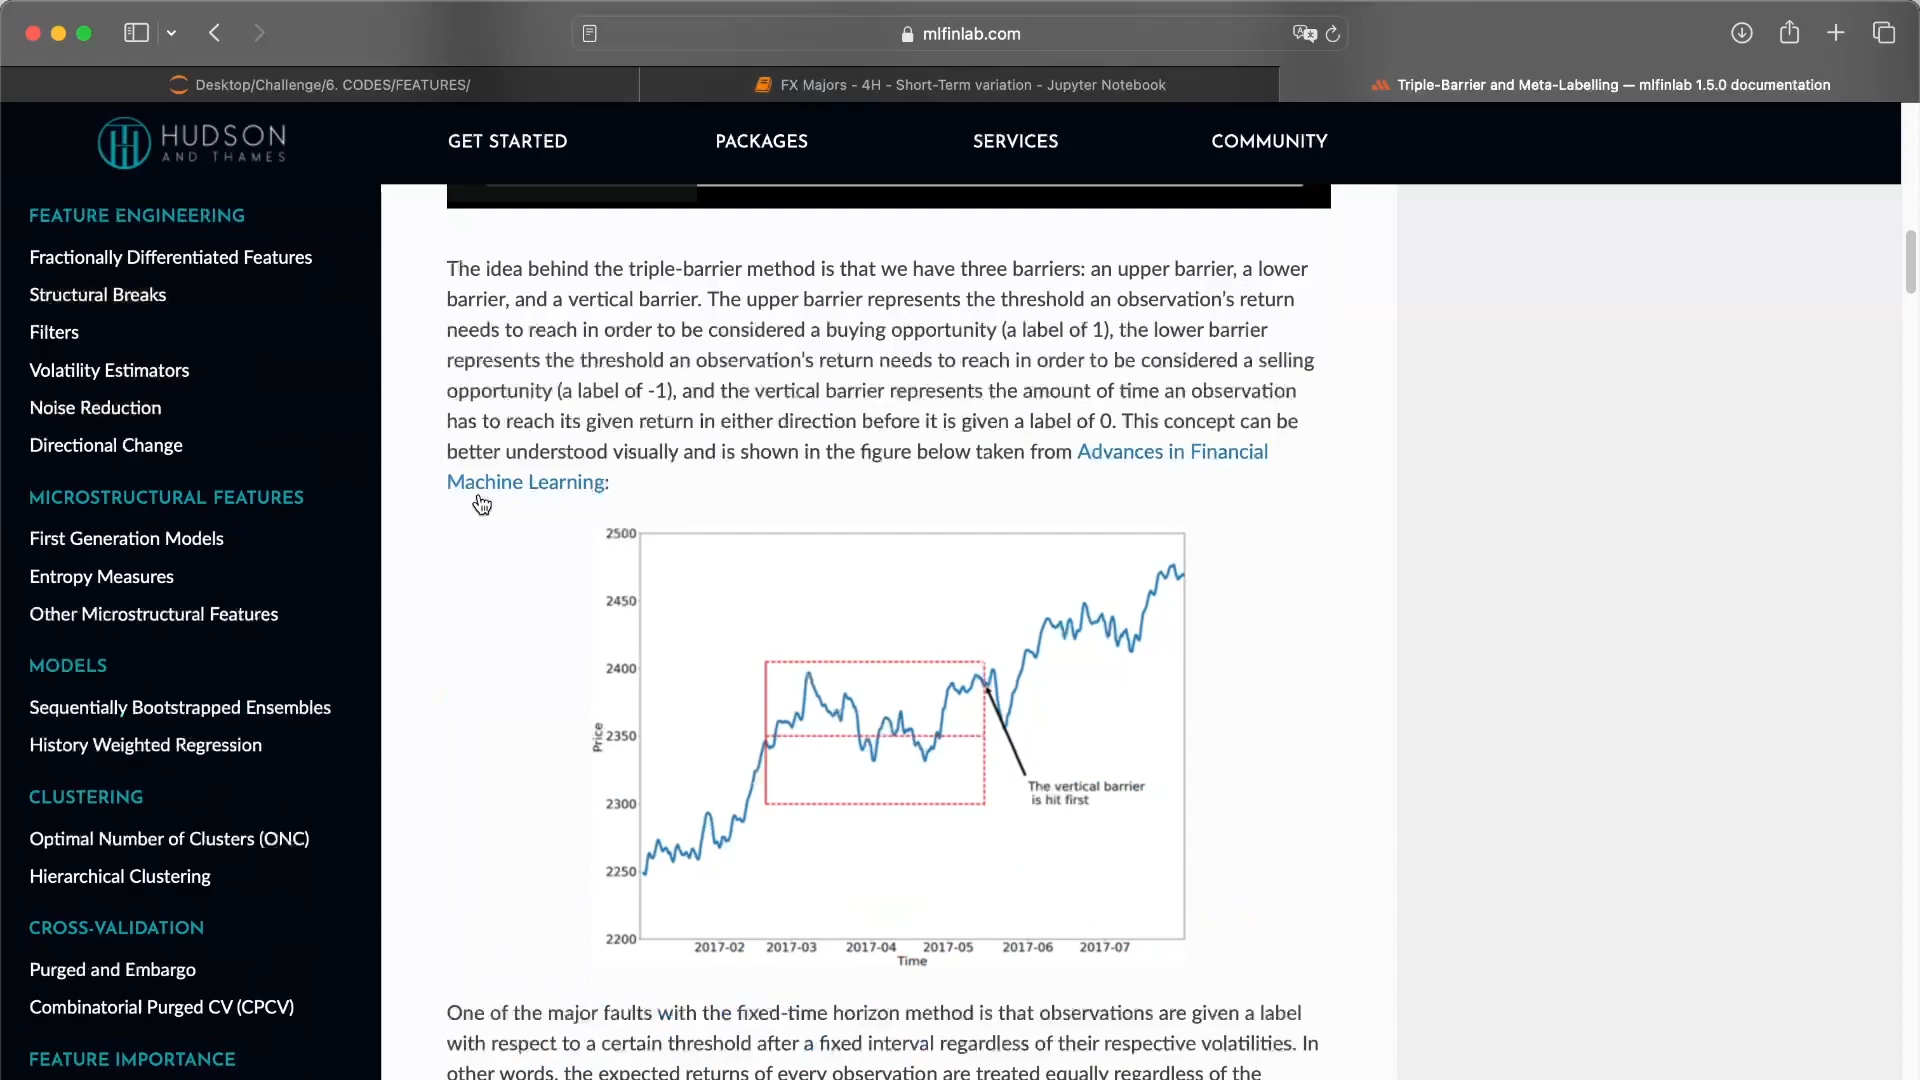 mlfinlab.com
Desktop/Challenge/6. CODES/FEATURES/
FX Majors - 4H - Short-Term variation - Jupyter Notebook
Triple-Barrier and Meta-Labelling — mlfinlab 1.5.0 documentation
HUDSON
AND THAMES
GET STARTED
PACKAGES
SERVICES
COMMUNITY
FEATURE ENGINEERING
Fractionally Differentiated Features
Structural Breaks
Filters
Volatility Estimators
Noise Reduction
Directional Change
MICROSTRUCTURAL FEATURES
First Generation Models
Entropy Measures
Other Microstructural Features
MODELS
Sequentially Bootstrapped Ensembles
History Weighted Regression
CLUSTERING
Optimal Number of Clusters (ONC)
Hierarchical Clustering
CROSS-VALIDATION
Purged and Embargo
Combinatorial Purged CV (CPCV)
FEATURE IMPORTANCE
The idea behind the triple-barrier method is that we have three barriers: an upper barrier, a lower
barrier, and a vertical barrier. The upper barrier represents the threshold an observation's return
needs to reach in order to be considered a buying opportunity (a label of 1), the lower barrier
represents the threshold an observation's return needs to reach in order to be considered a selling
opportunity (a label of -1), and the vertical barrier represents the amount of time an observation
has to reach its given return in either direction before it is given a label of 0. This concept can be
better understood visually and is shown in the figure below taken from Advances in Financial
Machine Learning:
2500
2450
2400
2350
2300
2250
2200
Price
The vertical barrier
is hit first
2017-02 2017-03 2017-04 2017-05 2017-06 2017-07
Time
One of the major faults with the fixed-time horizon method is that observations are given a label
with respect to a certain threshold after a fixed interval regardless of their respective volatilities. In
other words, the expected returns of every observation are treated equally regardless of the